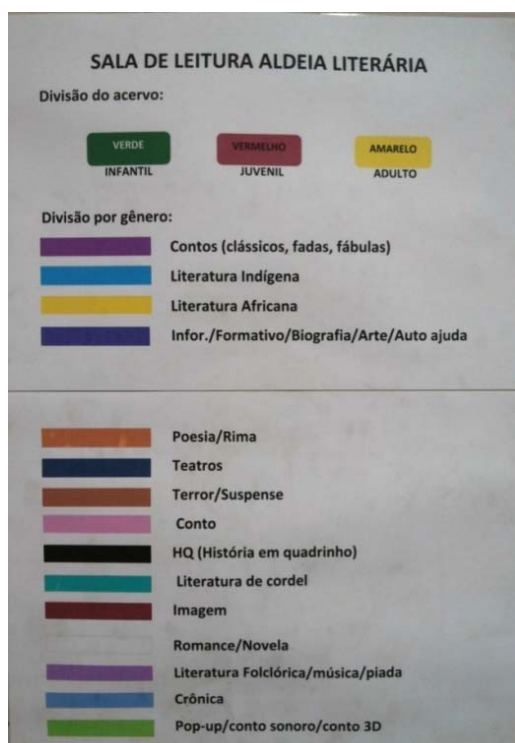 SALA DE LEITURA ALDEIA LITERÁRIA
Divisão do acervo:
VERDE
INFANTIL
VERMELHO
JUVENIL
AMARELO
ADULTO
Divisão por gênero:
Contos (clássicos, fadas, fábulas)
Literatura Indígena
Literatura Africana
Infor./Formativo/Biografia/Arte/Auto ajuda
Poesia/Rima
Teatros
Terror/Suspense
Conto
HQ (História em quadrinho)
Literatura de cordel
Imagem
Romance/Novela
Literatura Folclórica/música/piada
Crônica
Pop-up/conto sonoro/conto 3D